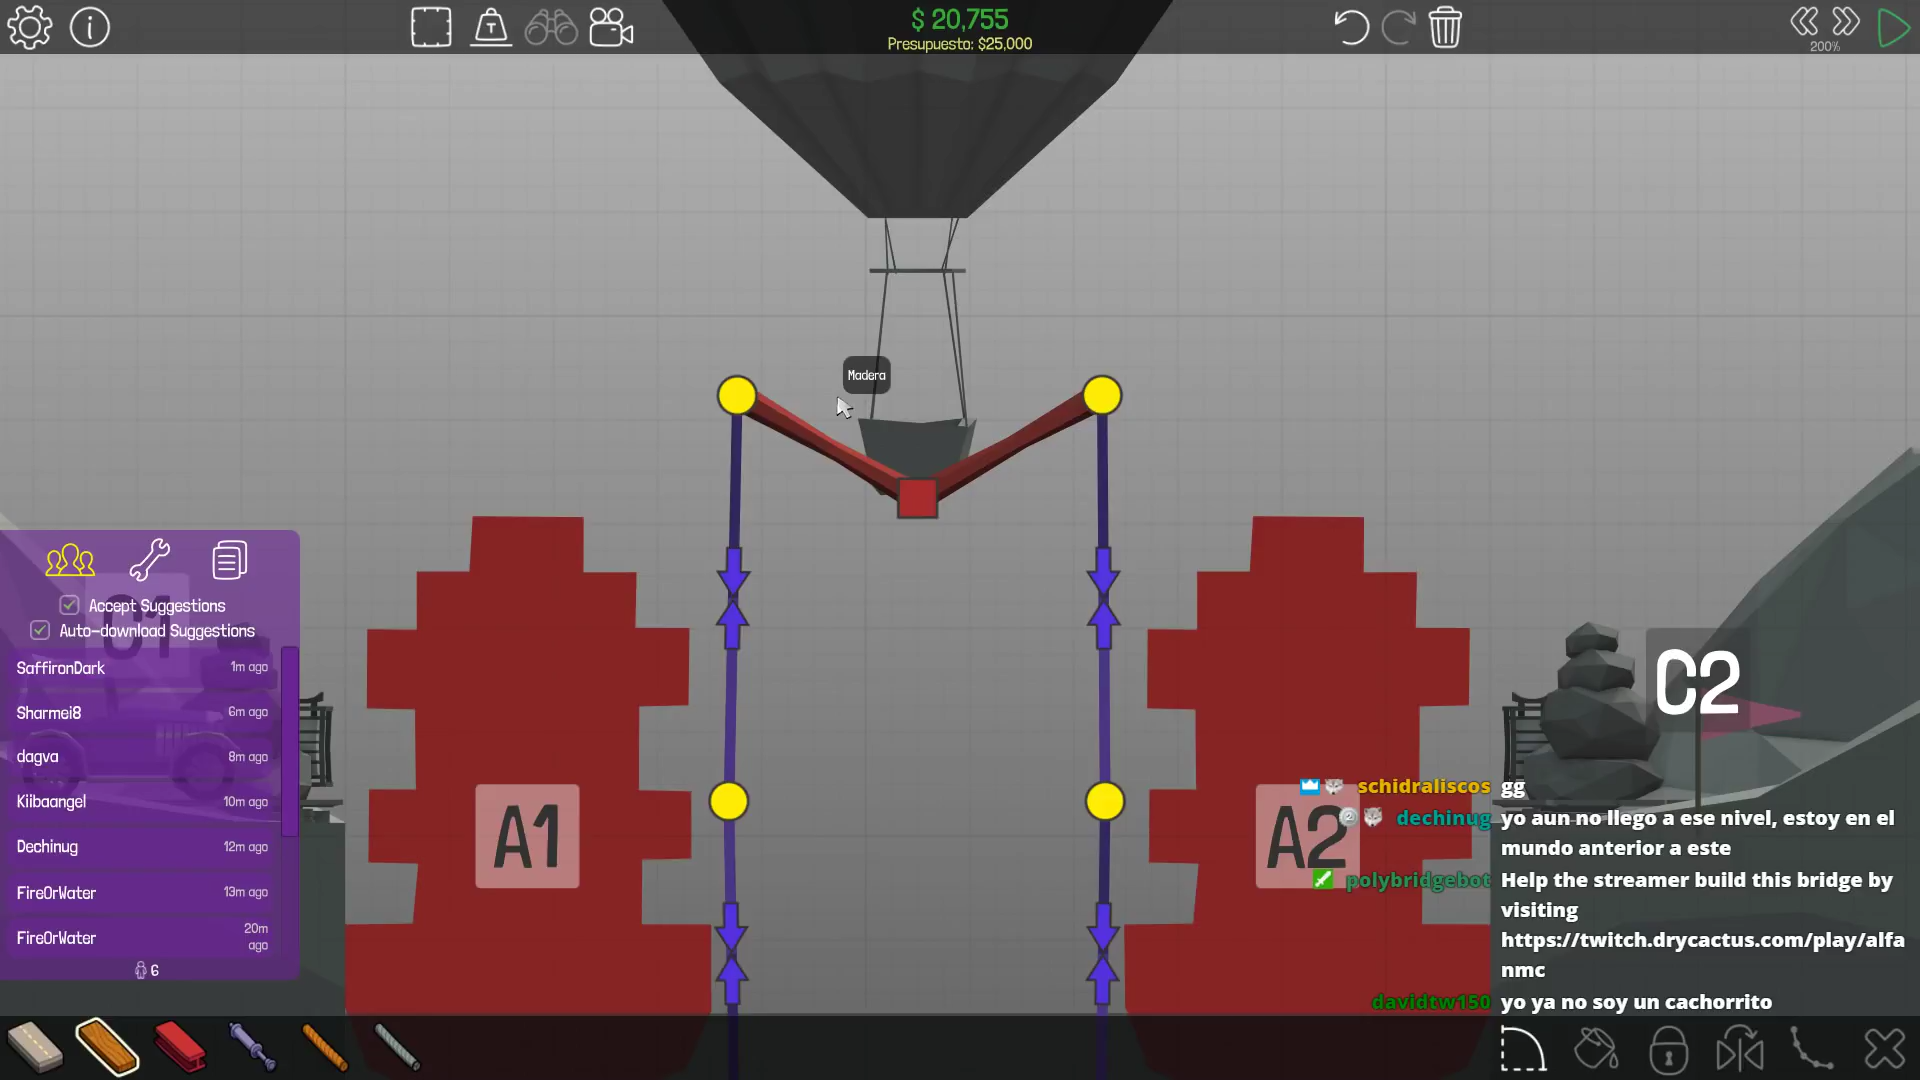 $ 20,755
Presupuesto: $25,000
200%
Madera
C1
Accept Suggestions
Auto-download Suggestions
SaffironDark 1m ago
Sharmei8 6m ago
dagva 8m ago
Kiibaangel 10m ago
Dechinug 12m ago
FireOrWater 13m ago
FireOrWater 20m ago
6
A1
A2
C2
schidraliscos gg
dechinug yo aun no llego a ese nivel, estoy en el
mundo anterior a este
polybridgebot Help the streamer build this bridge by
visiting
https://twitch.drycactus.com/play/alfa
nmc
davidtw150 yo ya no soy un cachorrito